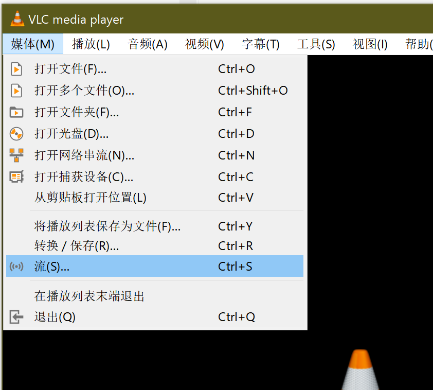 VLC media player
媒体(M) 播放(L) 音频(A) 视频(V) 字幕(T) 工具(S) 视图(I) 帮助(
打开文件(F)... Ctrl+O
打开多个文件(O)... Ctrl+Shift+O
打开文件夹(F)... Ctrl+F
打开光盘(D)... Ctrl+D
打开网络串流(N)... Ctrl+N
打开捕获设备(C)... Ctrl+C
从剪贴板打开位置(L) Ctrl+V
将播放列表保存为文件(F)... Ctrl+Y
转换 / 保存(R)... Ctrl+R
流(S)... Ctrl+S
在播放列表末端退出
退出(Q) Ctrl+Q